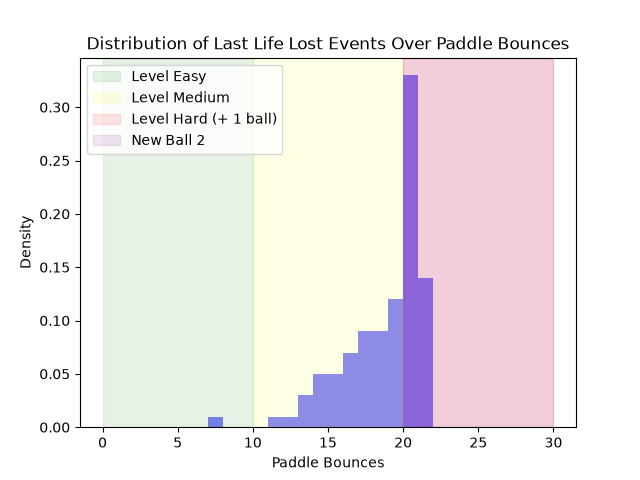 Distribution of Last Life Lost Events Over Paddle Bounces
Level Easy
Level Medium
Level Hard (+ 1 ball)
New Ball 2
Density
0.30
0.25
0.20
0.15
0.10
0.05
0.00
0 5 10 15 20 25 30
Paddle Bounces